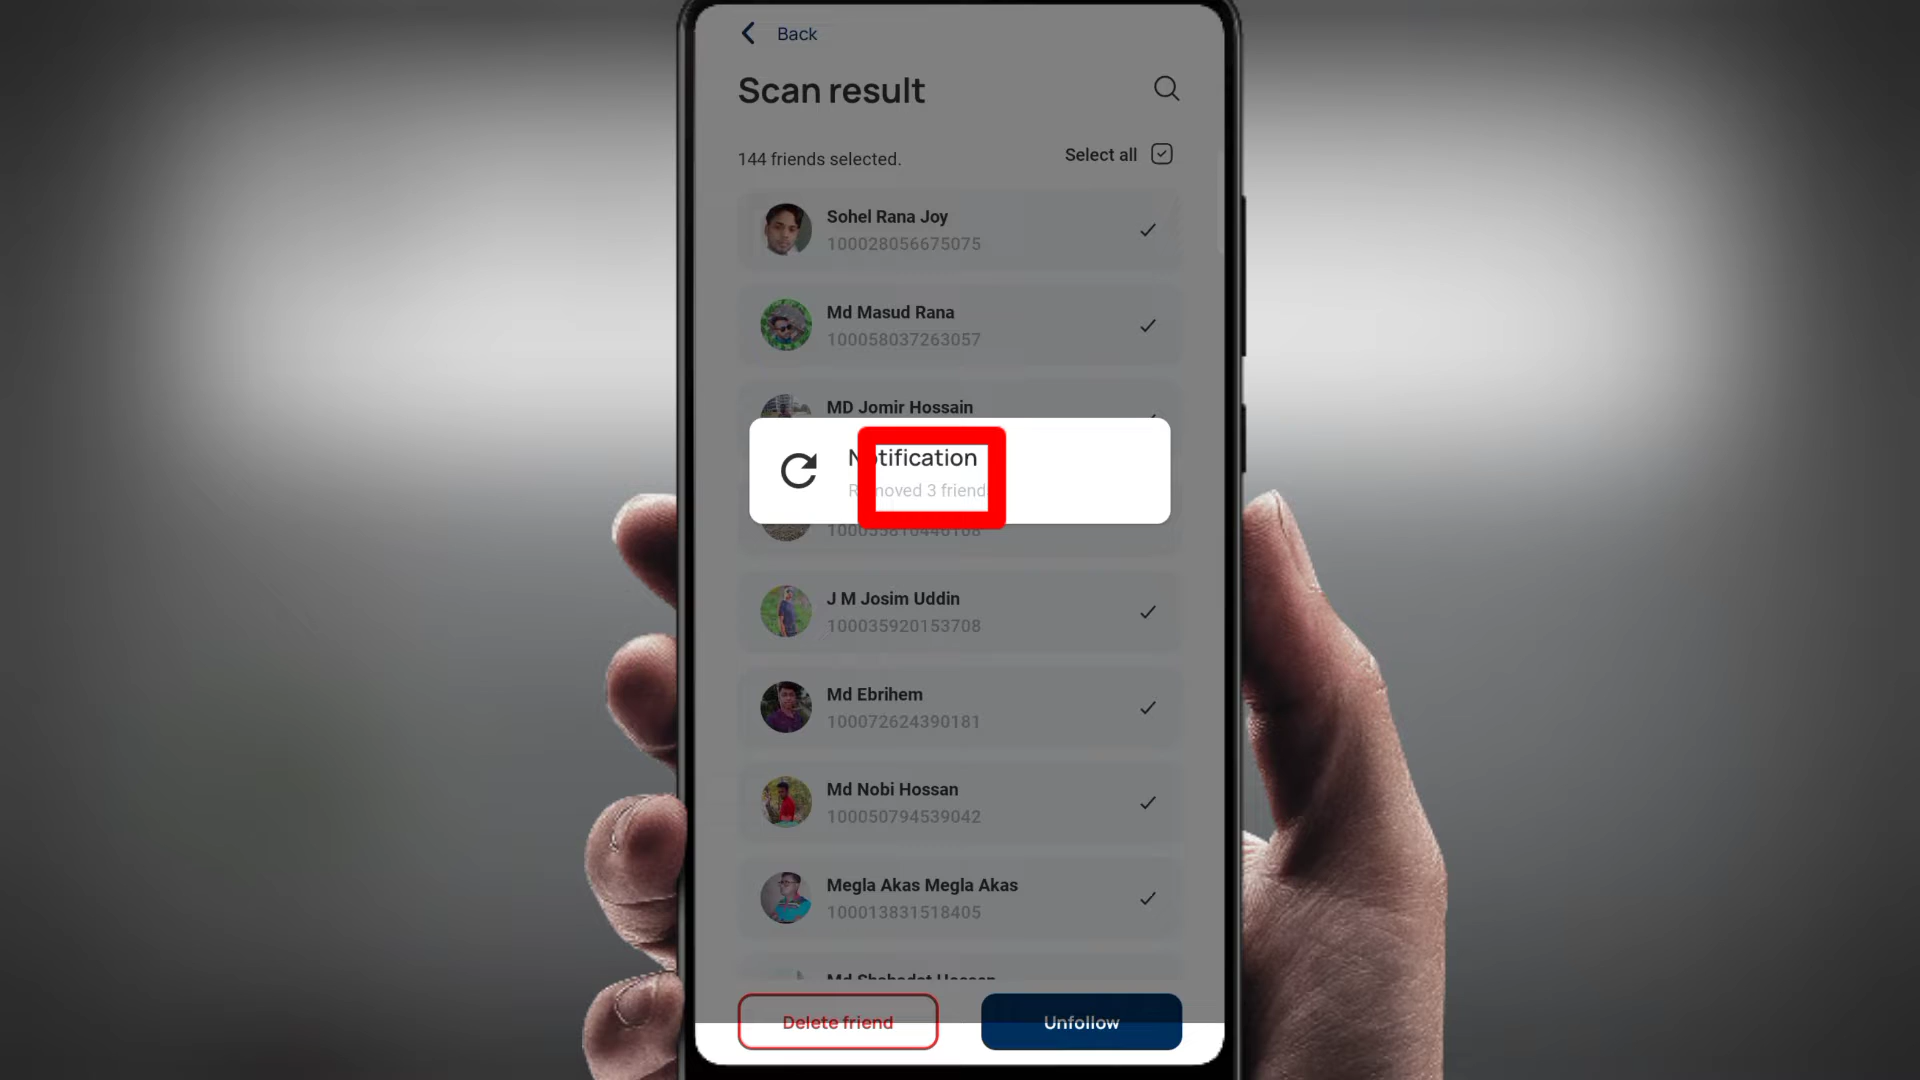 Back
Scan result
144 friends selected.
Select all
Sohel Rana Joy
100028056675075
Md Masud Rana
100058037263057
MD Jomir Hossain
Notification
Removed 3 friend
J M Josim Uddin
100035920153708
Md Ebrihem
100072624390181
Md Nobi Hossan
100050794539042
Megla Akas Megla Akas
100013831518405
Delete friend
Unfollow